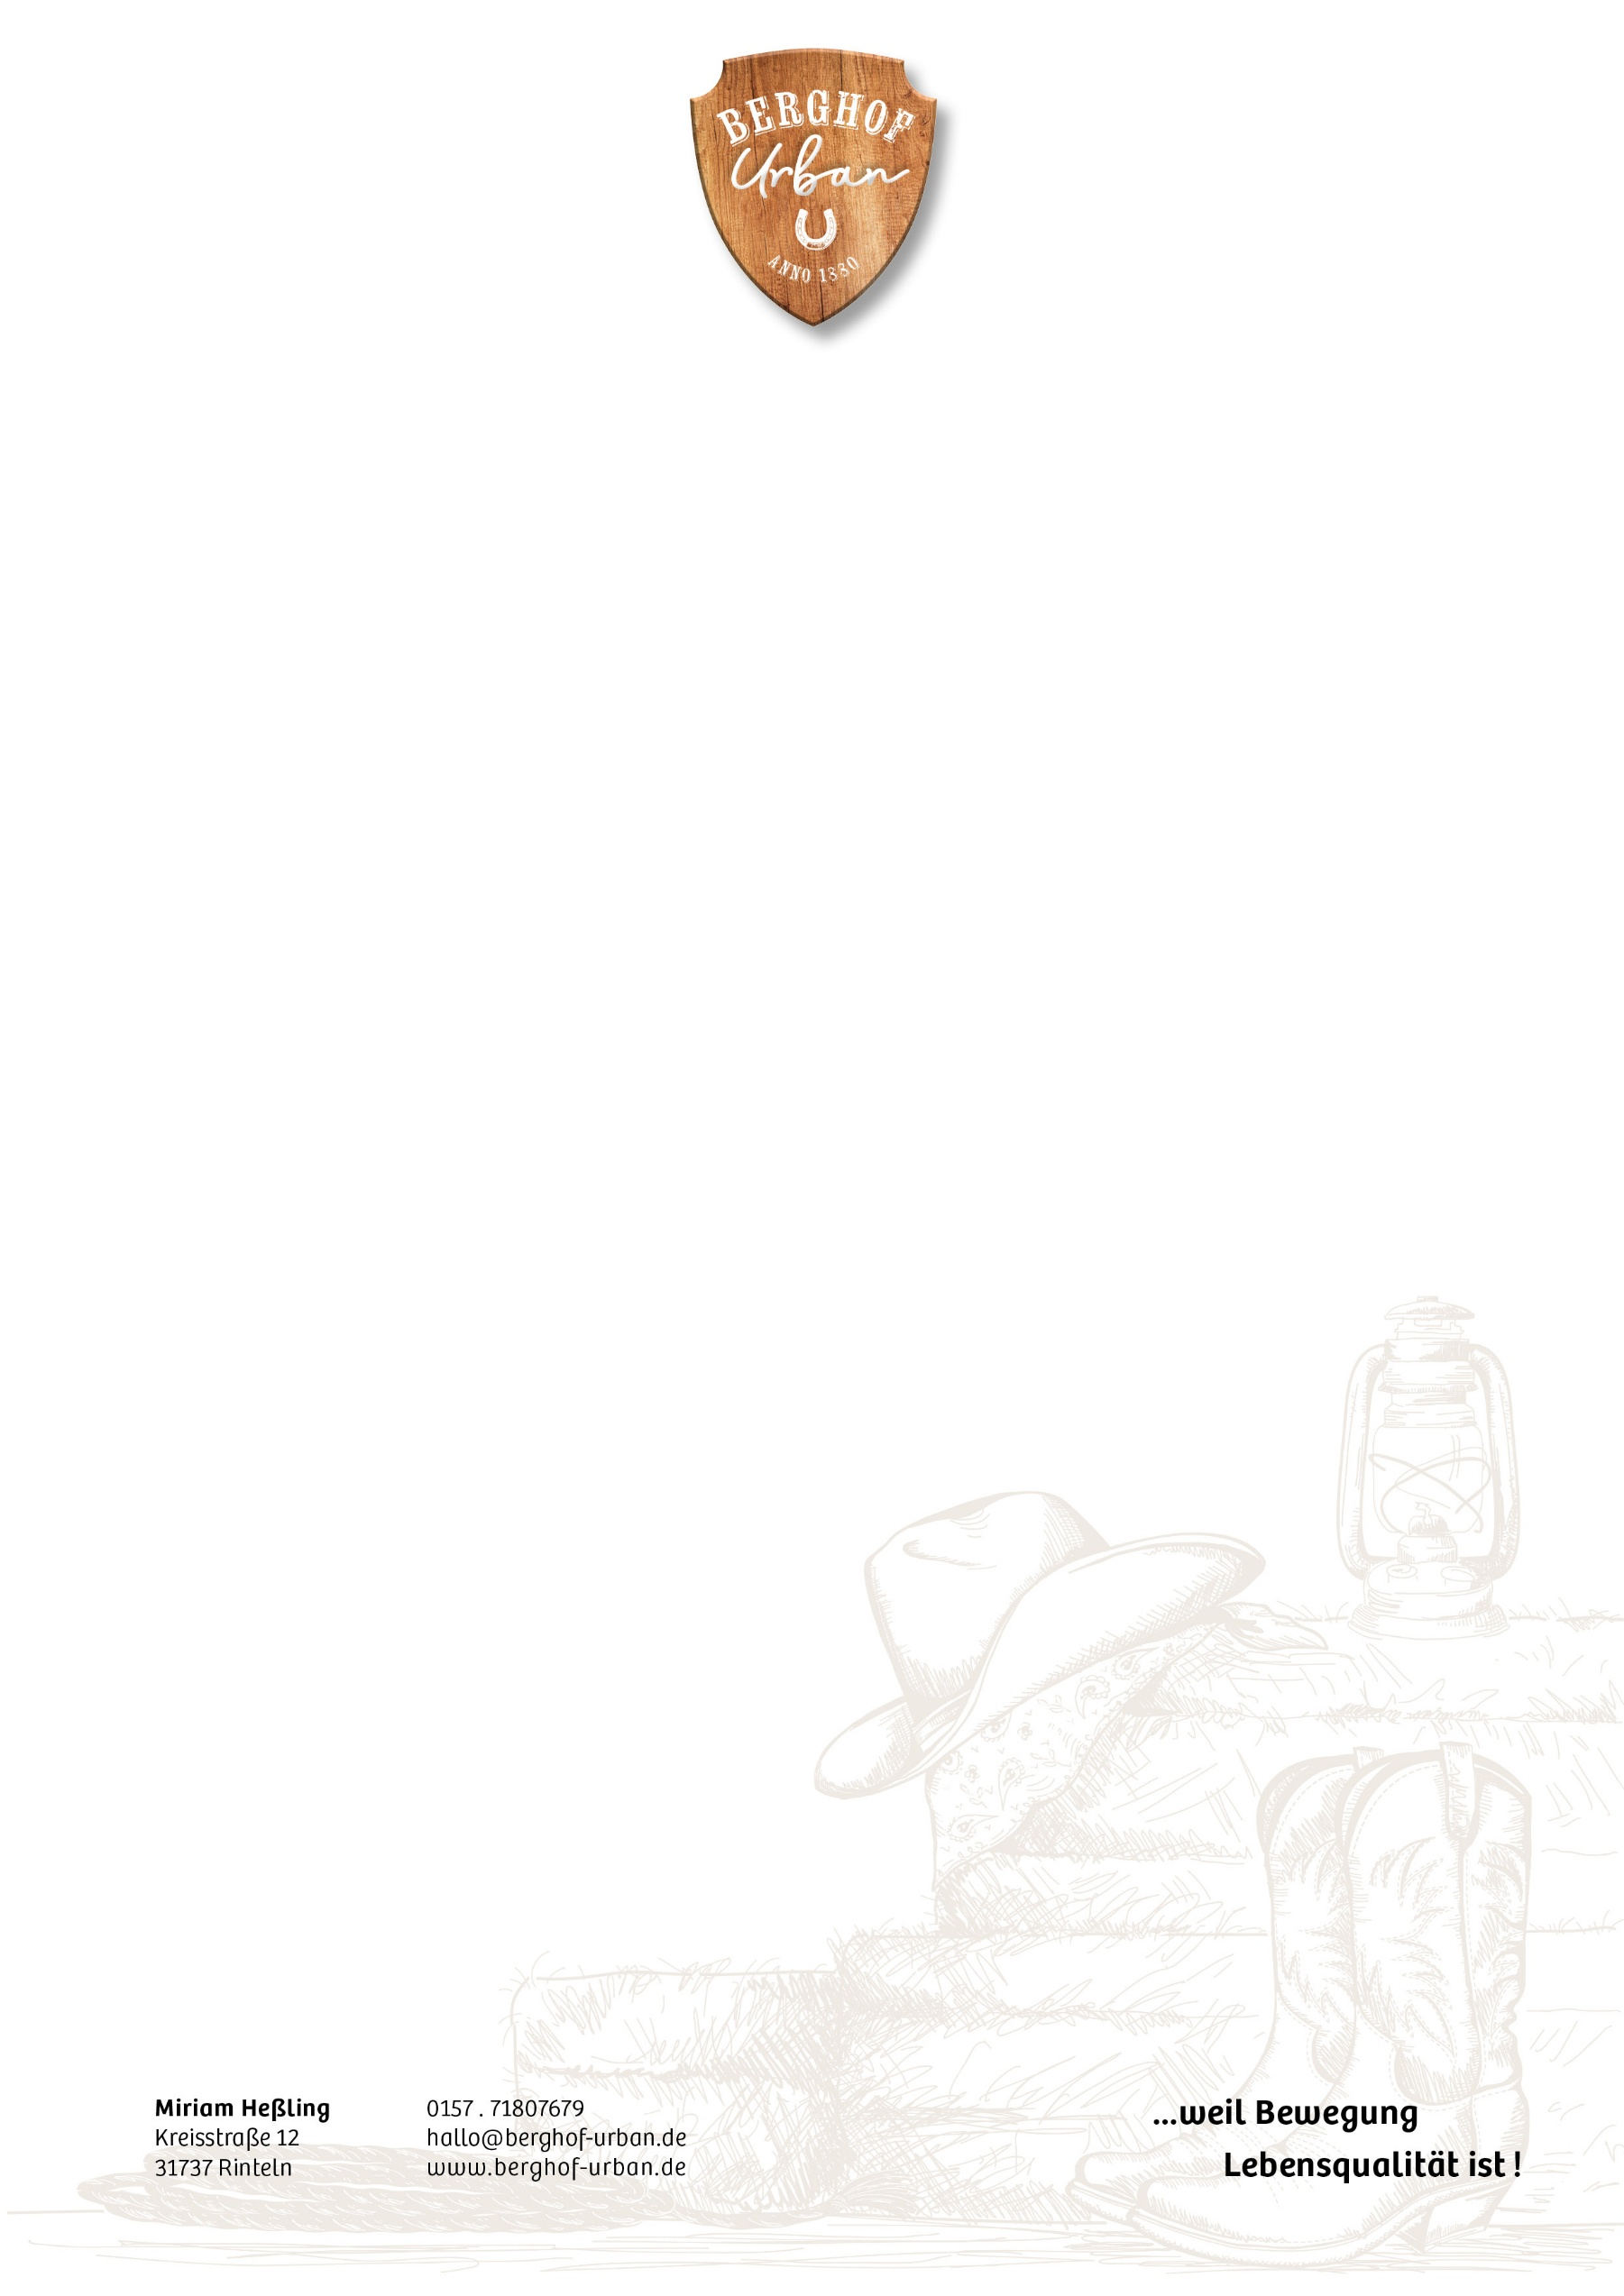 BERGHOF
Urban
ANNO 1880
Miriam Heßling
Kreisstraße 12
31737 Rinteln
0157 . 71807679
hallo@berghof-urban.de
www.berghof-urban.de
...weil Bewegung
Lebensqualität ist !